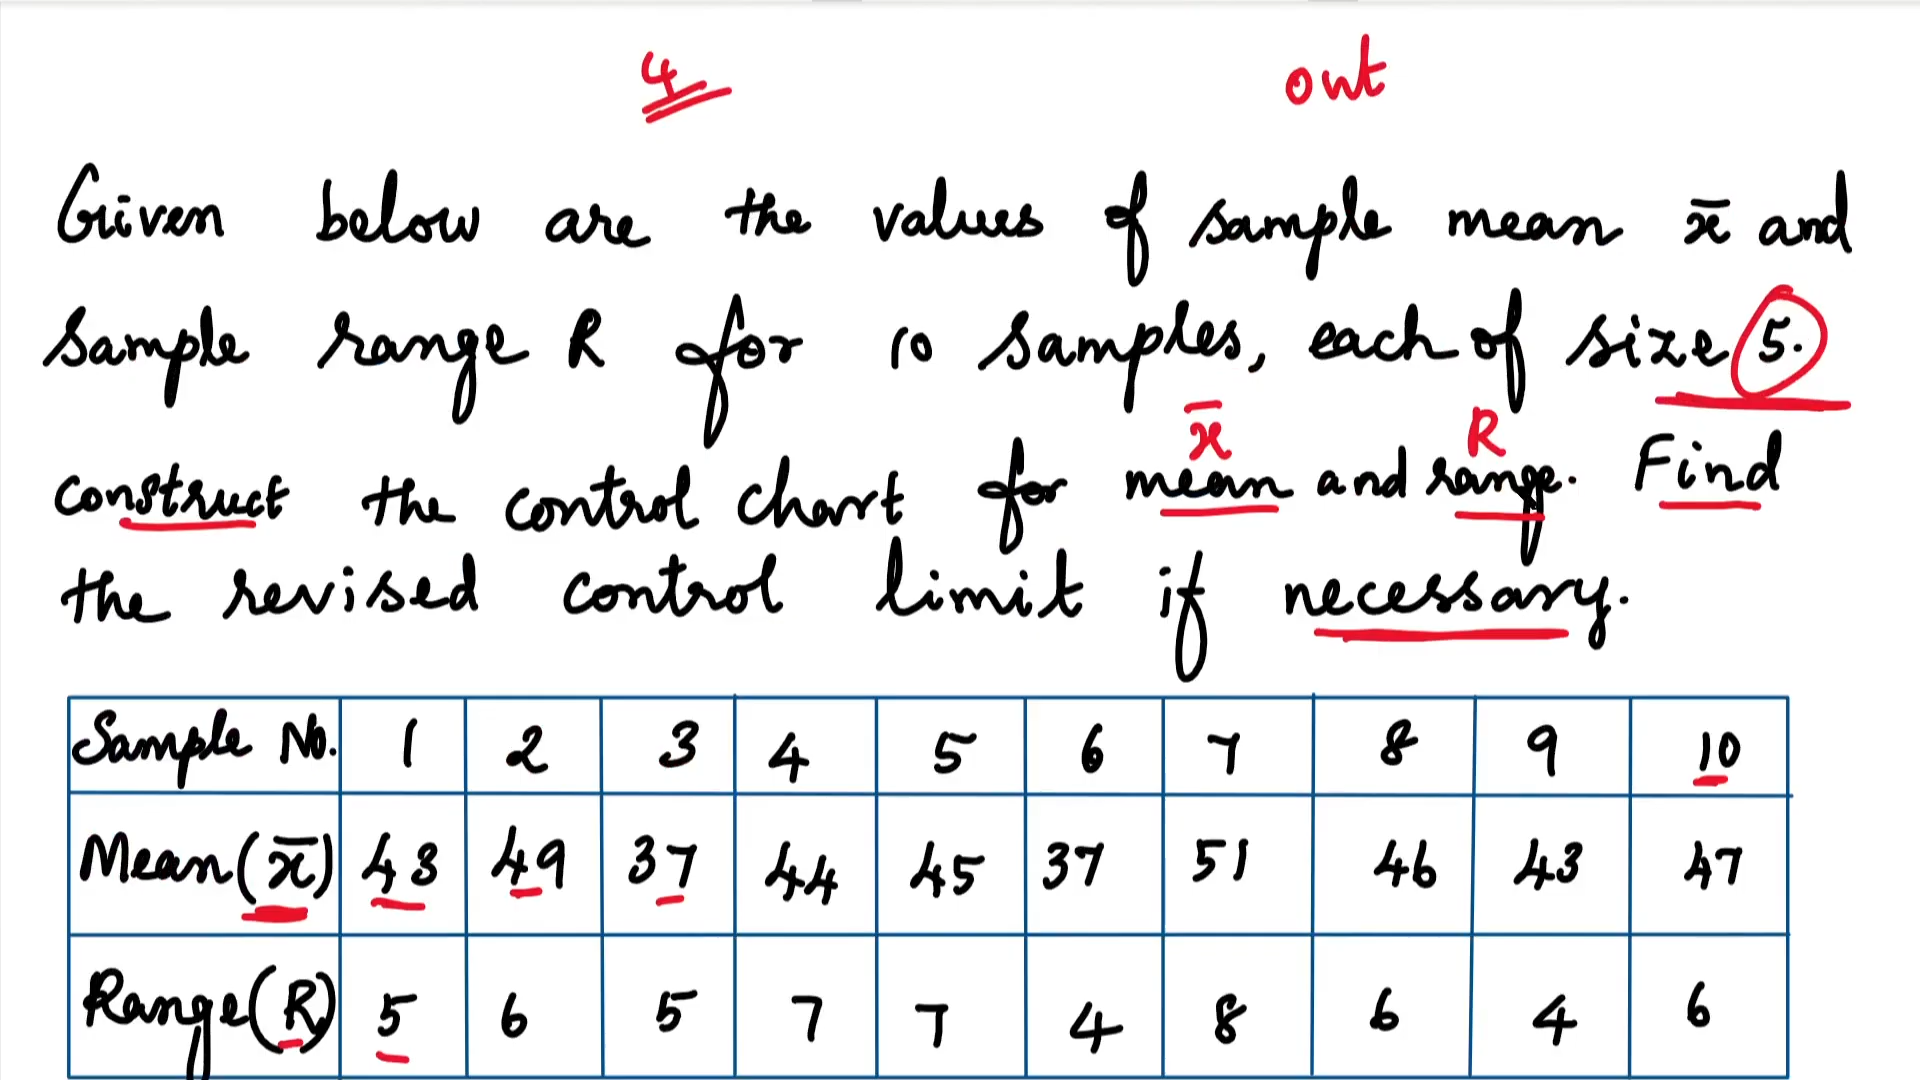 4 out
Given below are the values of sample mean x̄ and
sample range R for 10 samples, each of size 5.
x̄ R
construct the control chart for mean and range. Find
the revised control limit if necessary.
Sample No. 1 2 3 4 5 6 7 8 9 10
Mean (x̄) 43 49 37 44 45 37 51 46 43 47
Range (R) 5 6 5 7 7 4 8 6 4 6